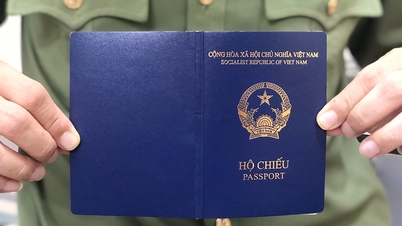 CỘNG HÒA XÃ HỘI CHỦ NGHĨA VIỆT NAM
SOCIALIST REPUBLIC OF VIET NAM
HỘ CHIẾU
PASSPORT